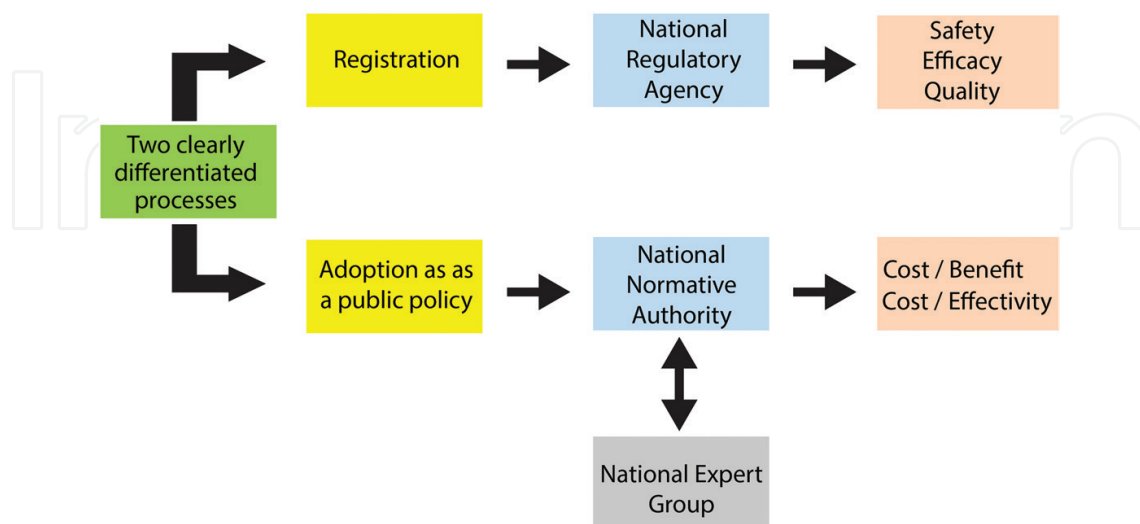 Two clearly
differentiated
processes
Registration
National
Regulatory
Agency
Safety
Efficacy
Quality
Adoption as as
a public policy
National
Normative
Authority
Cost / Benefit
Cost / Effectivity
National Expert
Group